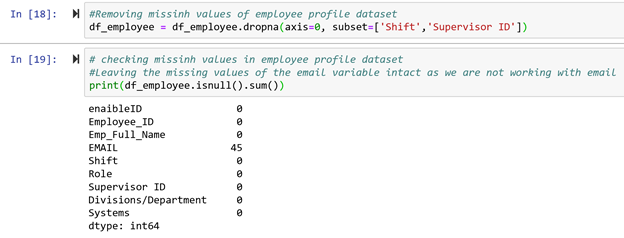 In [18]: #Removing missinh values of employee profile dataset
df_employee = df_employee.dropna(axis=0, subset=['Shift','Supervisor ID'])
In [19]: # checking missinh values in employee profile dataset
#Leaving the missing values of the email variable intact as we are not working with email
print(df_employee.isnull().sum())
enaibleID 0
Employee_ID 0
Emp_Full_Name 0
EMAIL 45
Shift 0
Role 0
Supervisor ID 0
Divisions/Department 0
Systems 0
dtype: int64